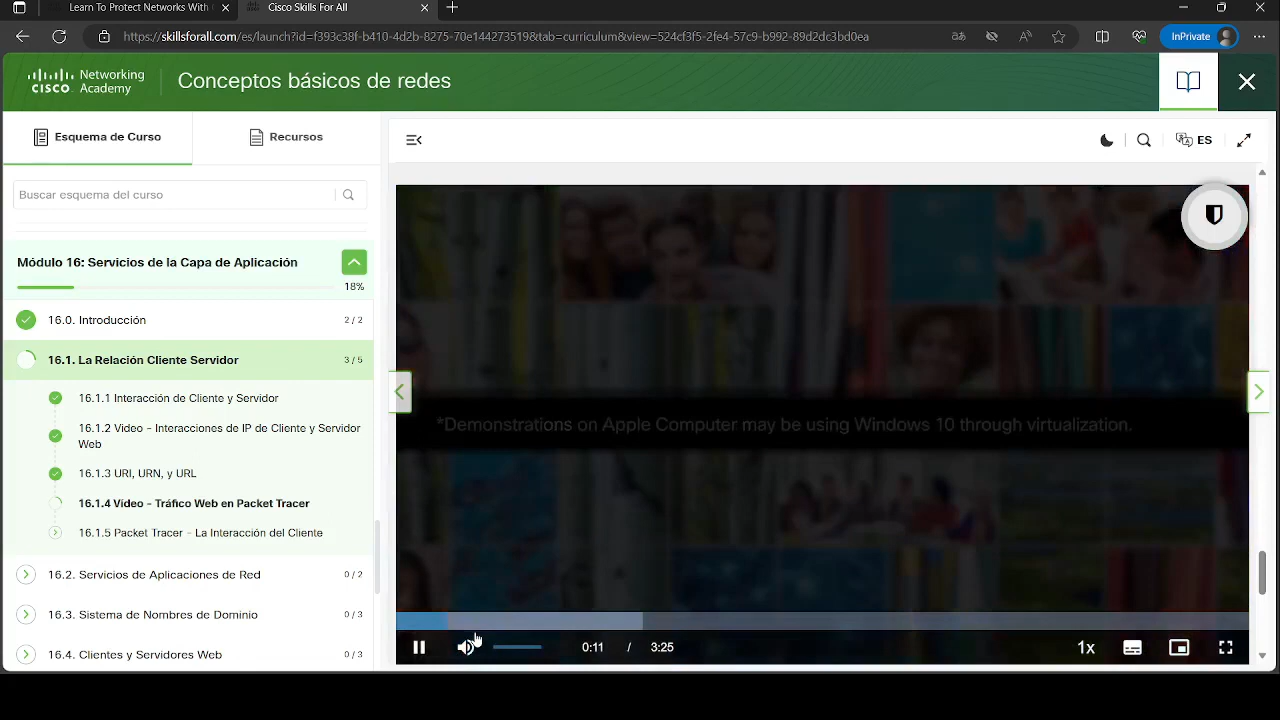 Learn To Protect Networks With
Cisco Skills For All
https://skillsforall.com/es/launch?id=f393c38f-b410-4d2b-8275-70e144273519&tab=curriculum&view=524cf3f5-2fe4-57c9-b992-89d2dc3bd0ea
InPrivate
CISCO Networking Academy
Conceptos básicos de redes
Esquema de Curso
Recursos
ES
Buscar esquema del curso
Módulo 16: Servicios de la Capa de Aplicación
18%
16.0. Introducción 2 / 2
16.1. La Relación Cliente Servidor 3 / 5
16.1.1 Interacción de Cliente y Servidor
16.1.2 Video - Interacciones de IP de Cliente y Servidor
Web
16.1.3 URI, URN, y URL
16.1.4 Video - Tráfico Web en Packet Tracer
16.1.5 Packet Tracer - La Interacción del Cliente
16.2. Servicios de Aplicaciones de Red 0 / 2
16.3. Sistema de Nombres de Dominio 0 / 3
16.4. Clientes y Servidores Web 0 / 3
*Demonstrations on Apple Computer may be using Windows 10 through virtualization.
0:11 / 3:25
1x